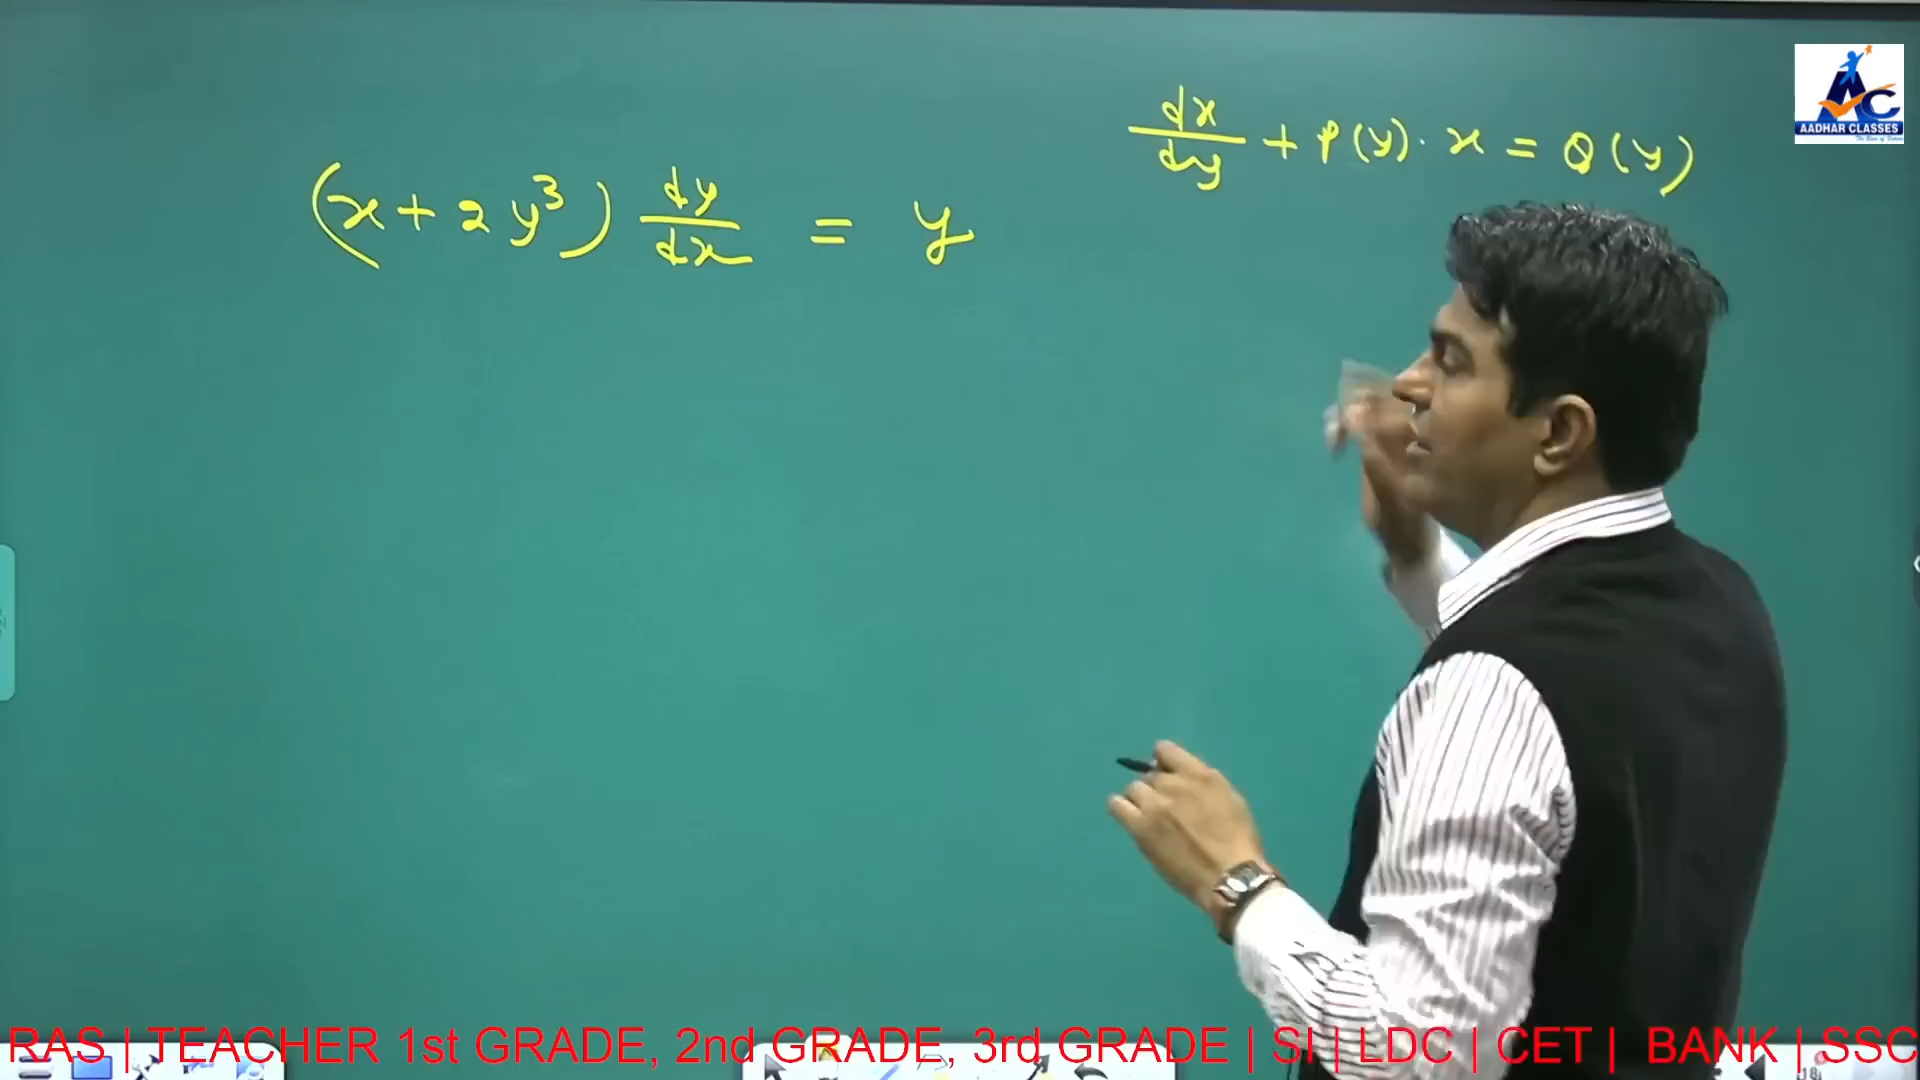 dx/dy + P(y). x = Q(y)
(x + 2y³) dy/dx = y
AC
AADHAR CLASSES
RAS | TEACHER 1st GRADE, 2nd GRADE, 3rd GRADE | SI | LDC | CET | BANK | SSC